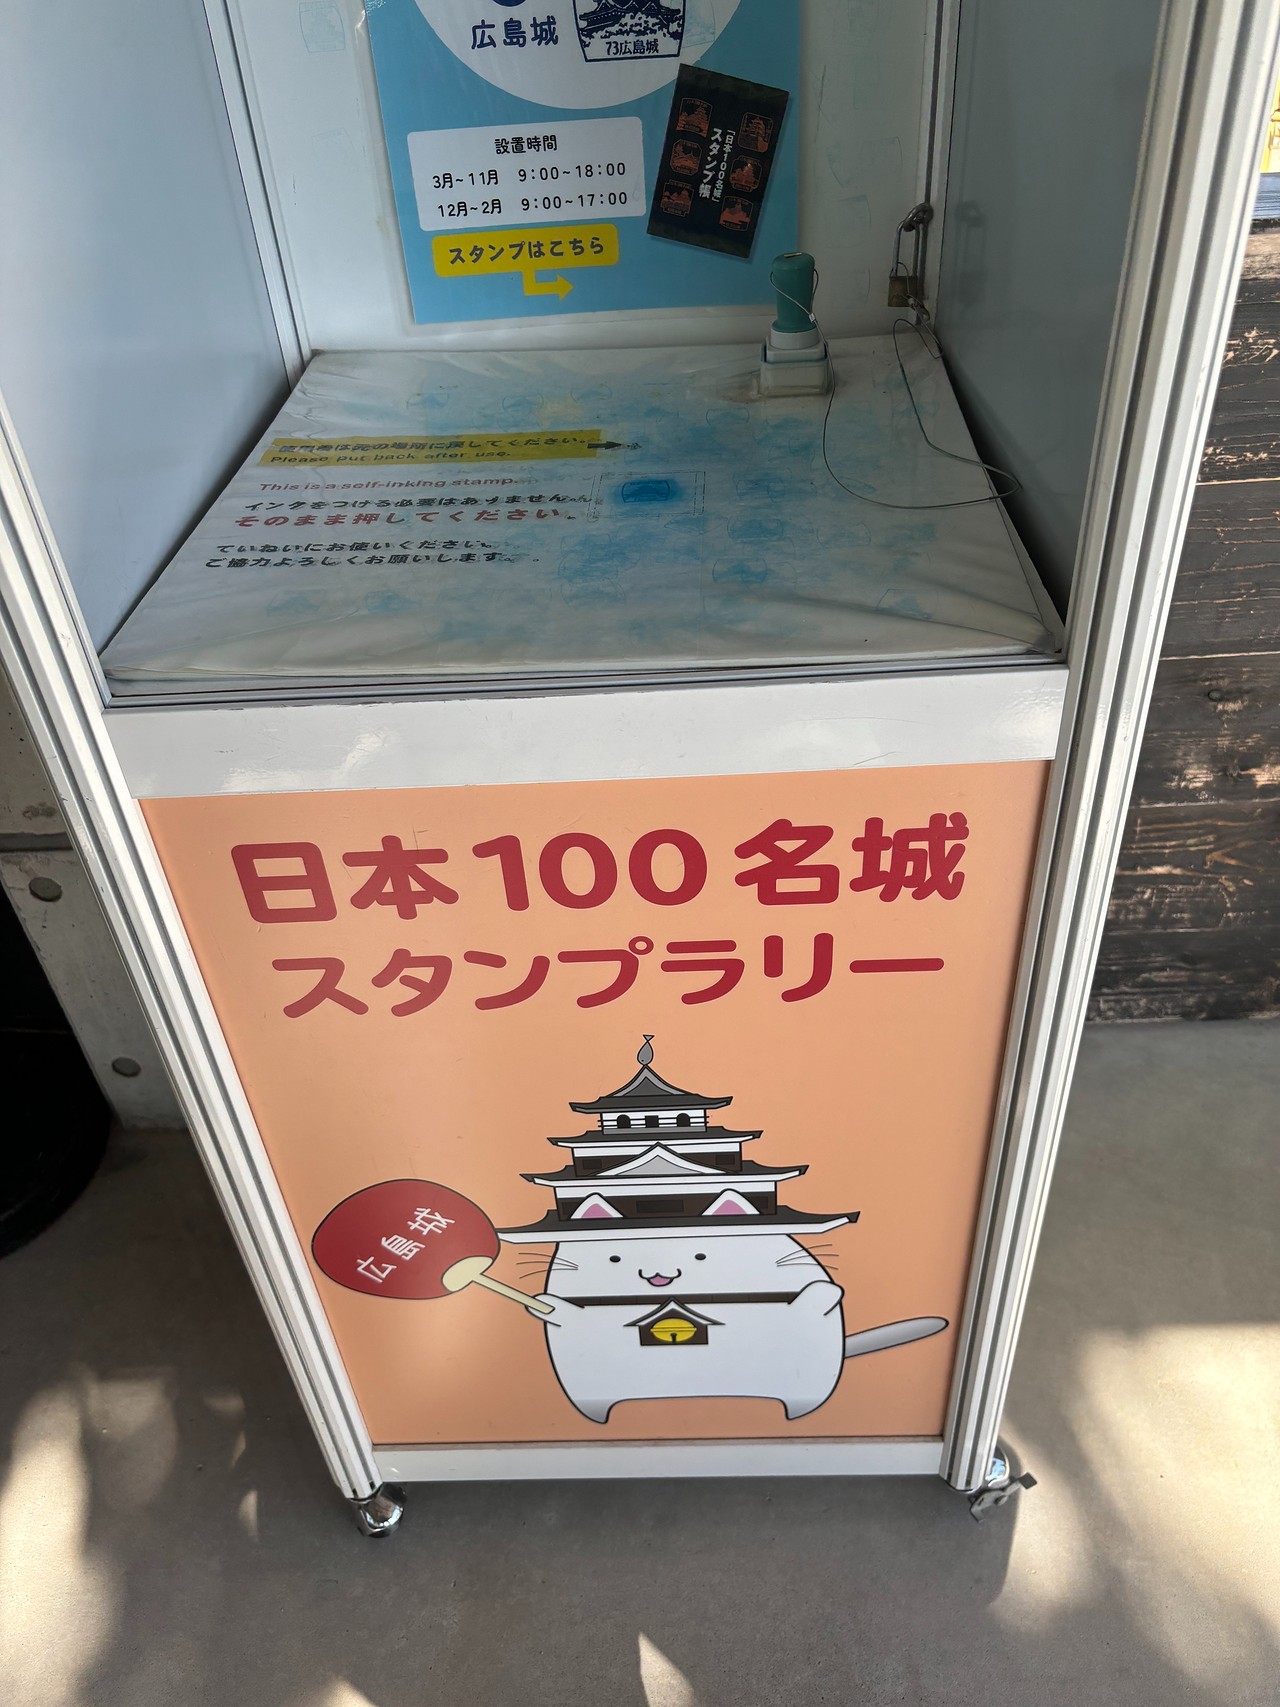 広島城
73広島城
設置時間
3月~11月 9:00~18:00
12月~2月 9:00~17:00
スタンプはこちら
「日本100名城」
スタンプ帳
使用者は元の場所に戻してください。
Please put back after use.
This is a self-inking stamp.
インクをつける必要はありません。
そのまま押してください。
ていねいにお使いください。
ご協力よろしくお願いします。
日本100名城
スタンプラリー
広島城